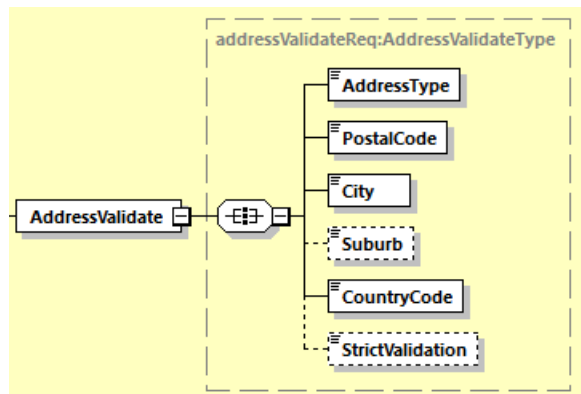 addressValidateReq:AddressValidateType
AddressType
PostalCode
City
AddressValidate
Suburb
CountryCode
StrictValidation